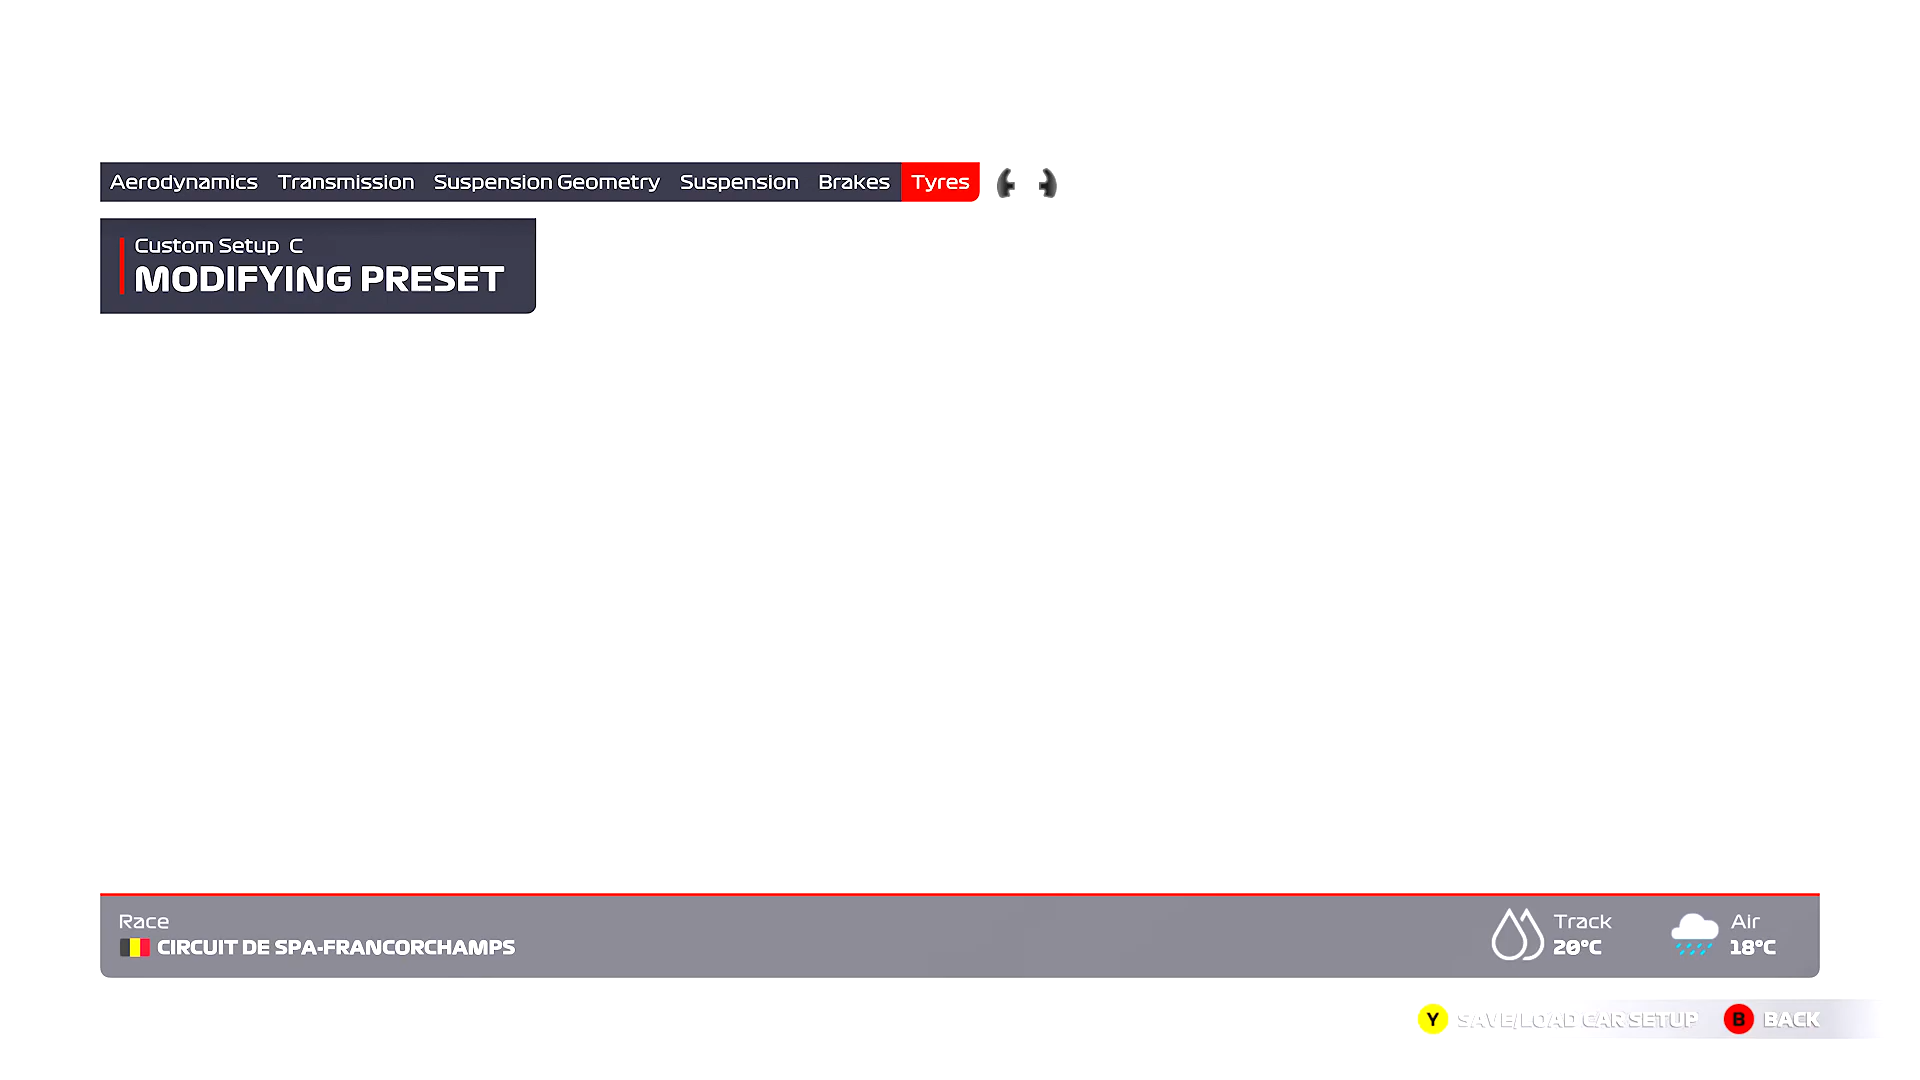 Aerodynamics Transmission Suspension Geometry Suspension Brakes Tyres
Custom Setup C
MODIFYING PRESET
Race
CIRCUIT DE SPA-FRANCORCHAMPS
Track
20°C
Air
18°C
Y SAVE/LOAD CAR SETUP B BACK